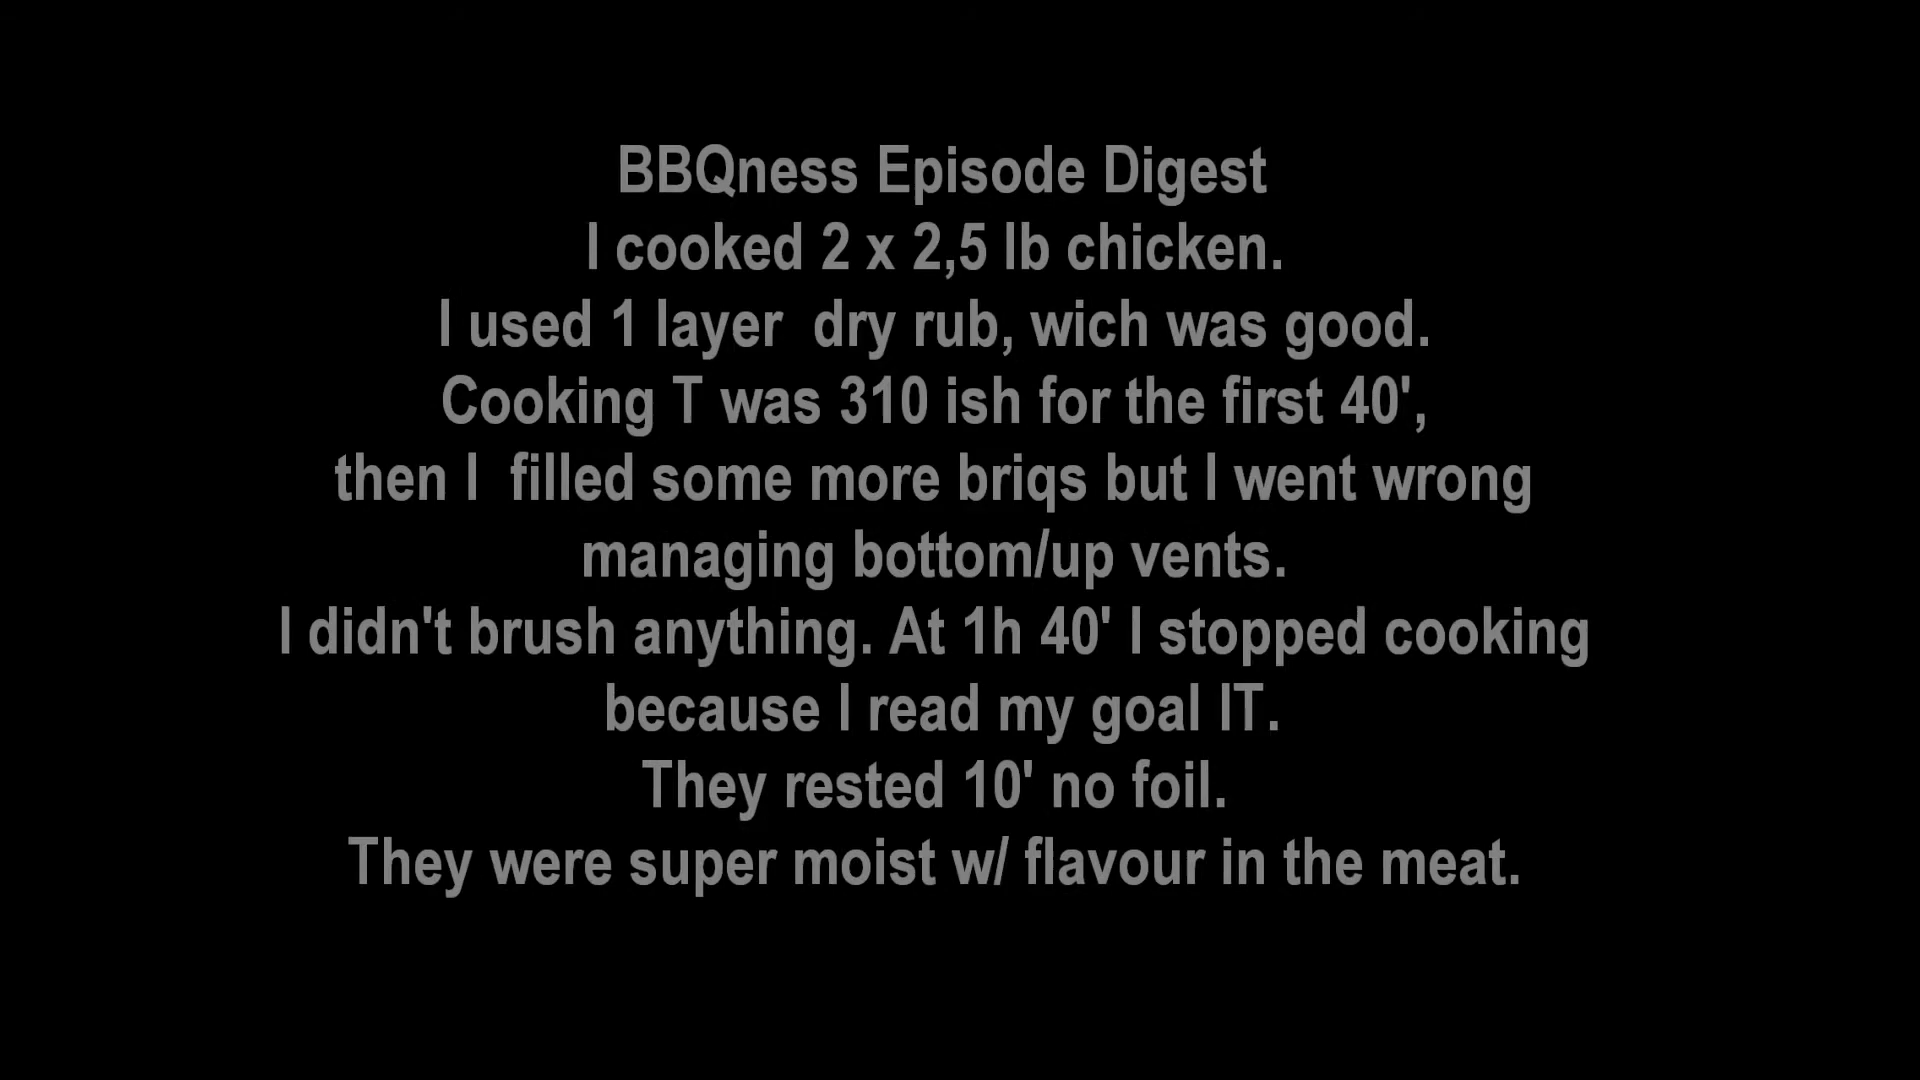 BBQness Episode Digest
I cooked 2 x 2,5 lb chicken.
I used 1 layer  dry rub, wich was good.
Cooking T was 310 ish for the first 40',
then I  filled some more briqs but I went wrong
managing bottom/up vents.
I didn't brush anything. At 1h 40' I stopped cooking
because I read my goal IT.
They rested 10' no foil.
They were super moist w/ flavour in the meat.